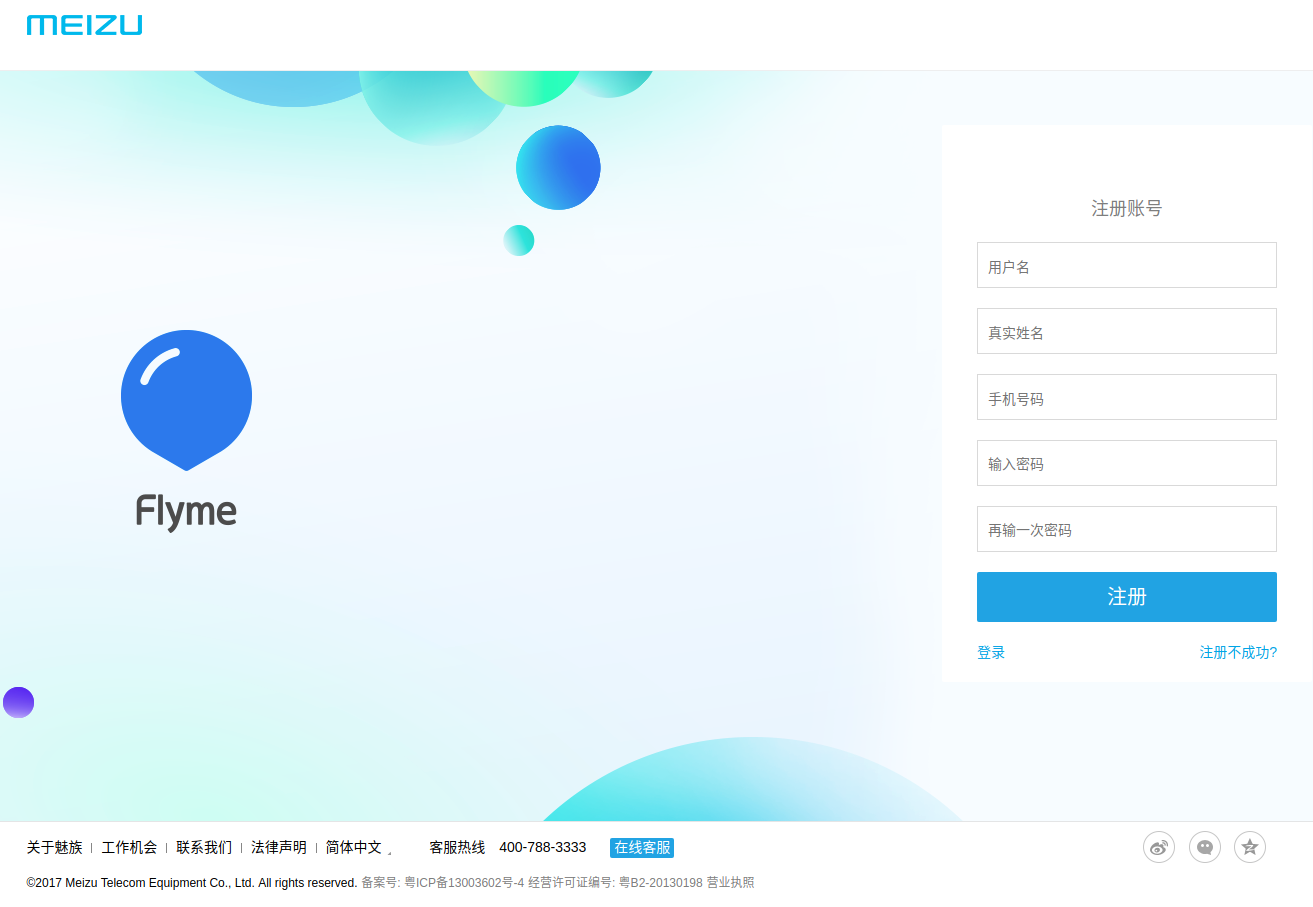 MEIZU
注册账号
用户名
真实姓名
手机号码
输入密码
再输一次密码
注册
登录 注册不成功?
Flyme
关于魅族 工作机会 联系我们 法律声明 简体中文 客服热线 400-788-3333 在线客服
©2017 Meizu Telecom Equipment Co., Ltd. All rights reserved. 备案号: 粤ICP备13003602号-4 经营许可证编号: 粤B2-20130198 营业执照